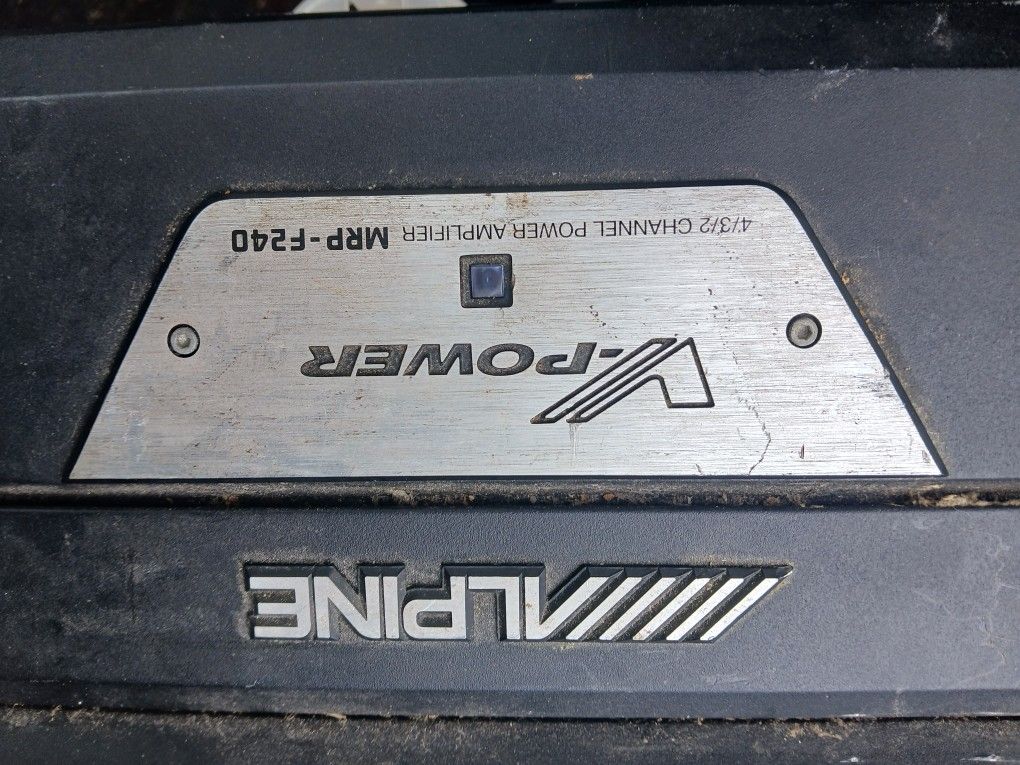 ALPINE
V-POWER
4/3/2 CHANNEL POWER AMPLIFIER MRP-F240